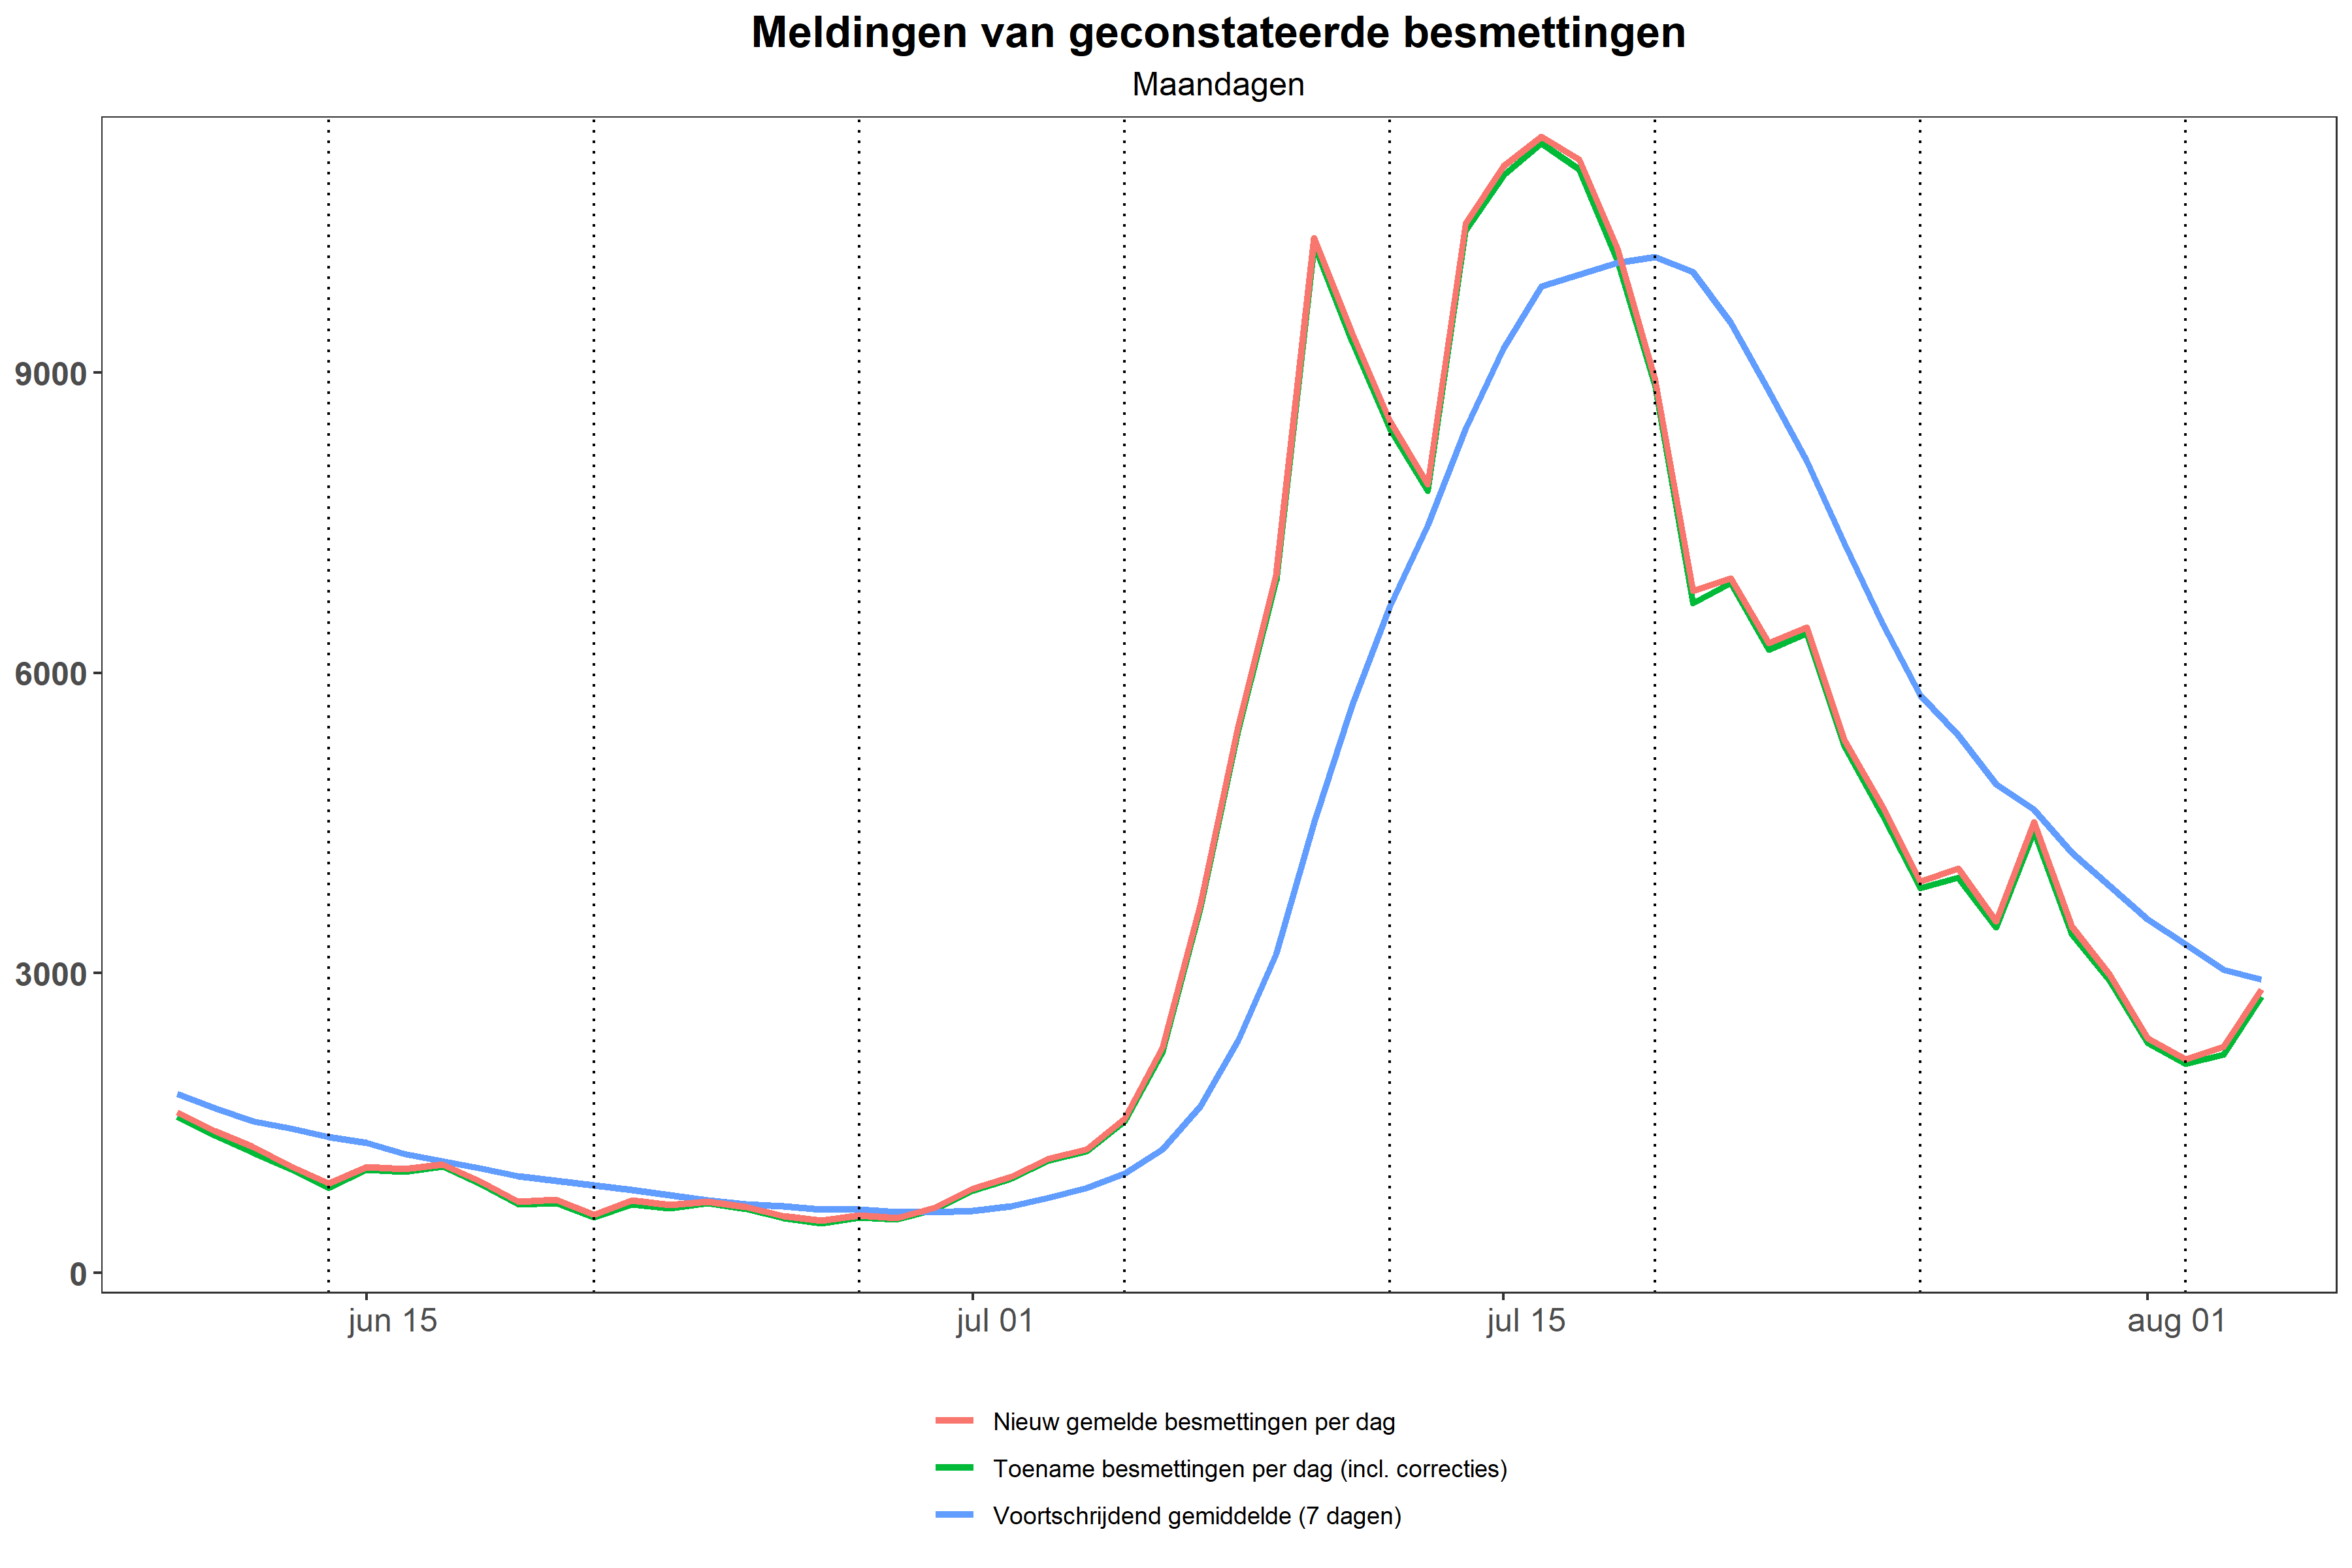 Meldingen van geconstateerde besmettingen
Maandagen
9000
6000
3000
0
jun 15
jul 01
jul 15
aug 01
Nieuw gemelde besmettingen per dag
Toename besmettingen per dag (incl. correcties)
Voortschrijdend gemiddelde (7 dagen)